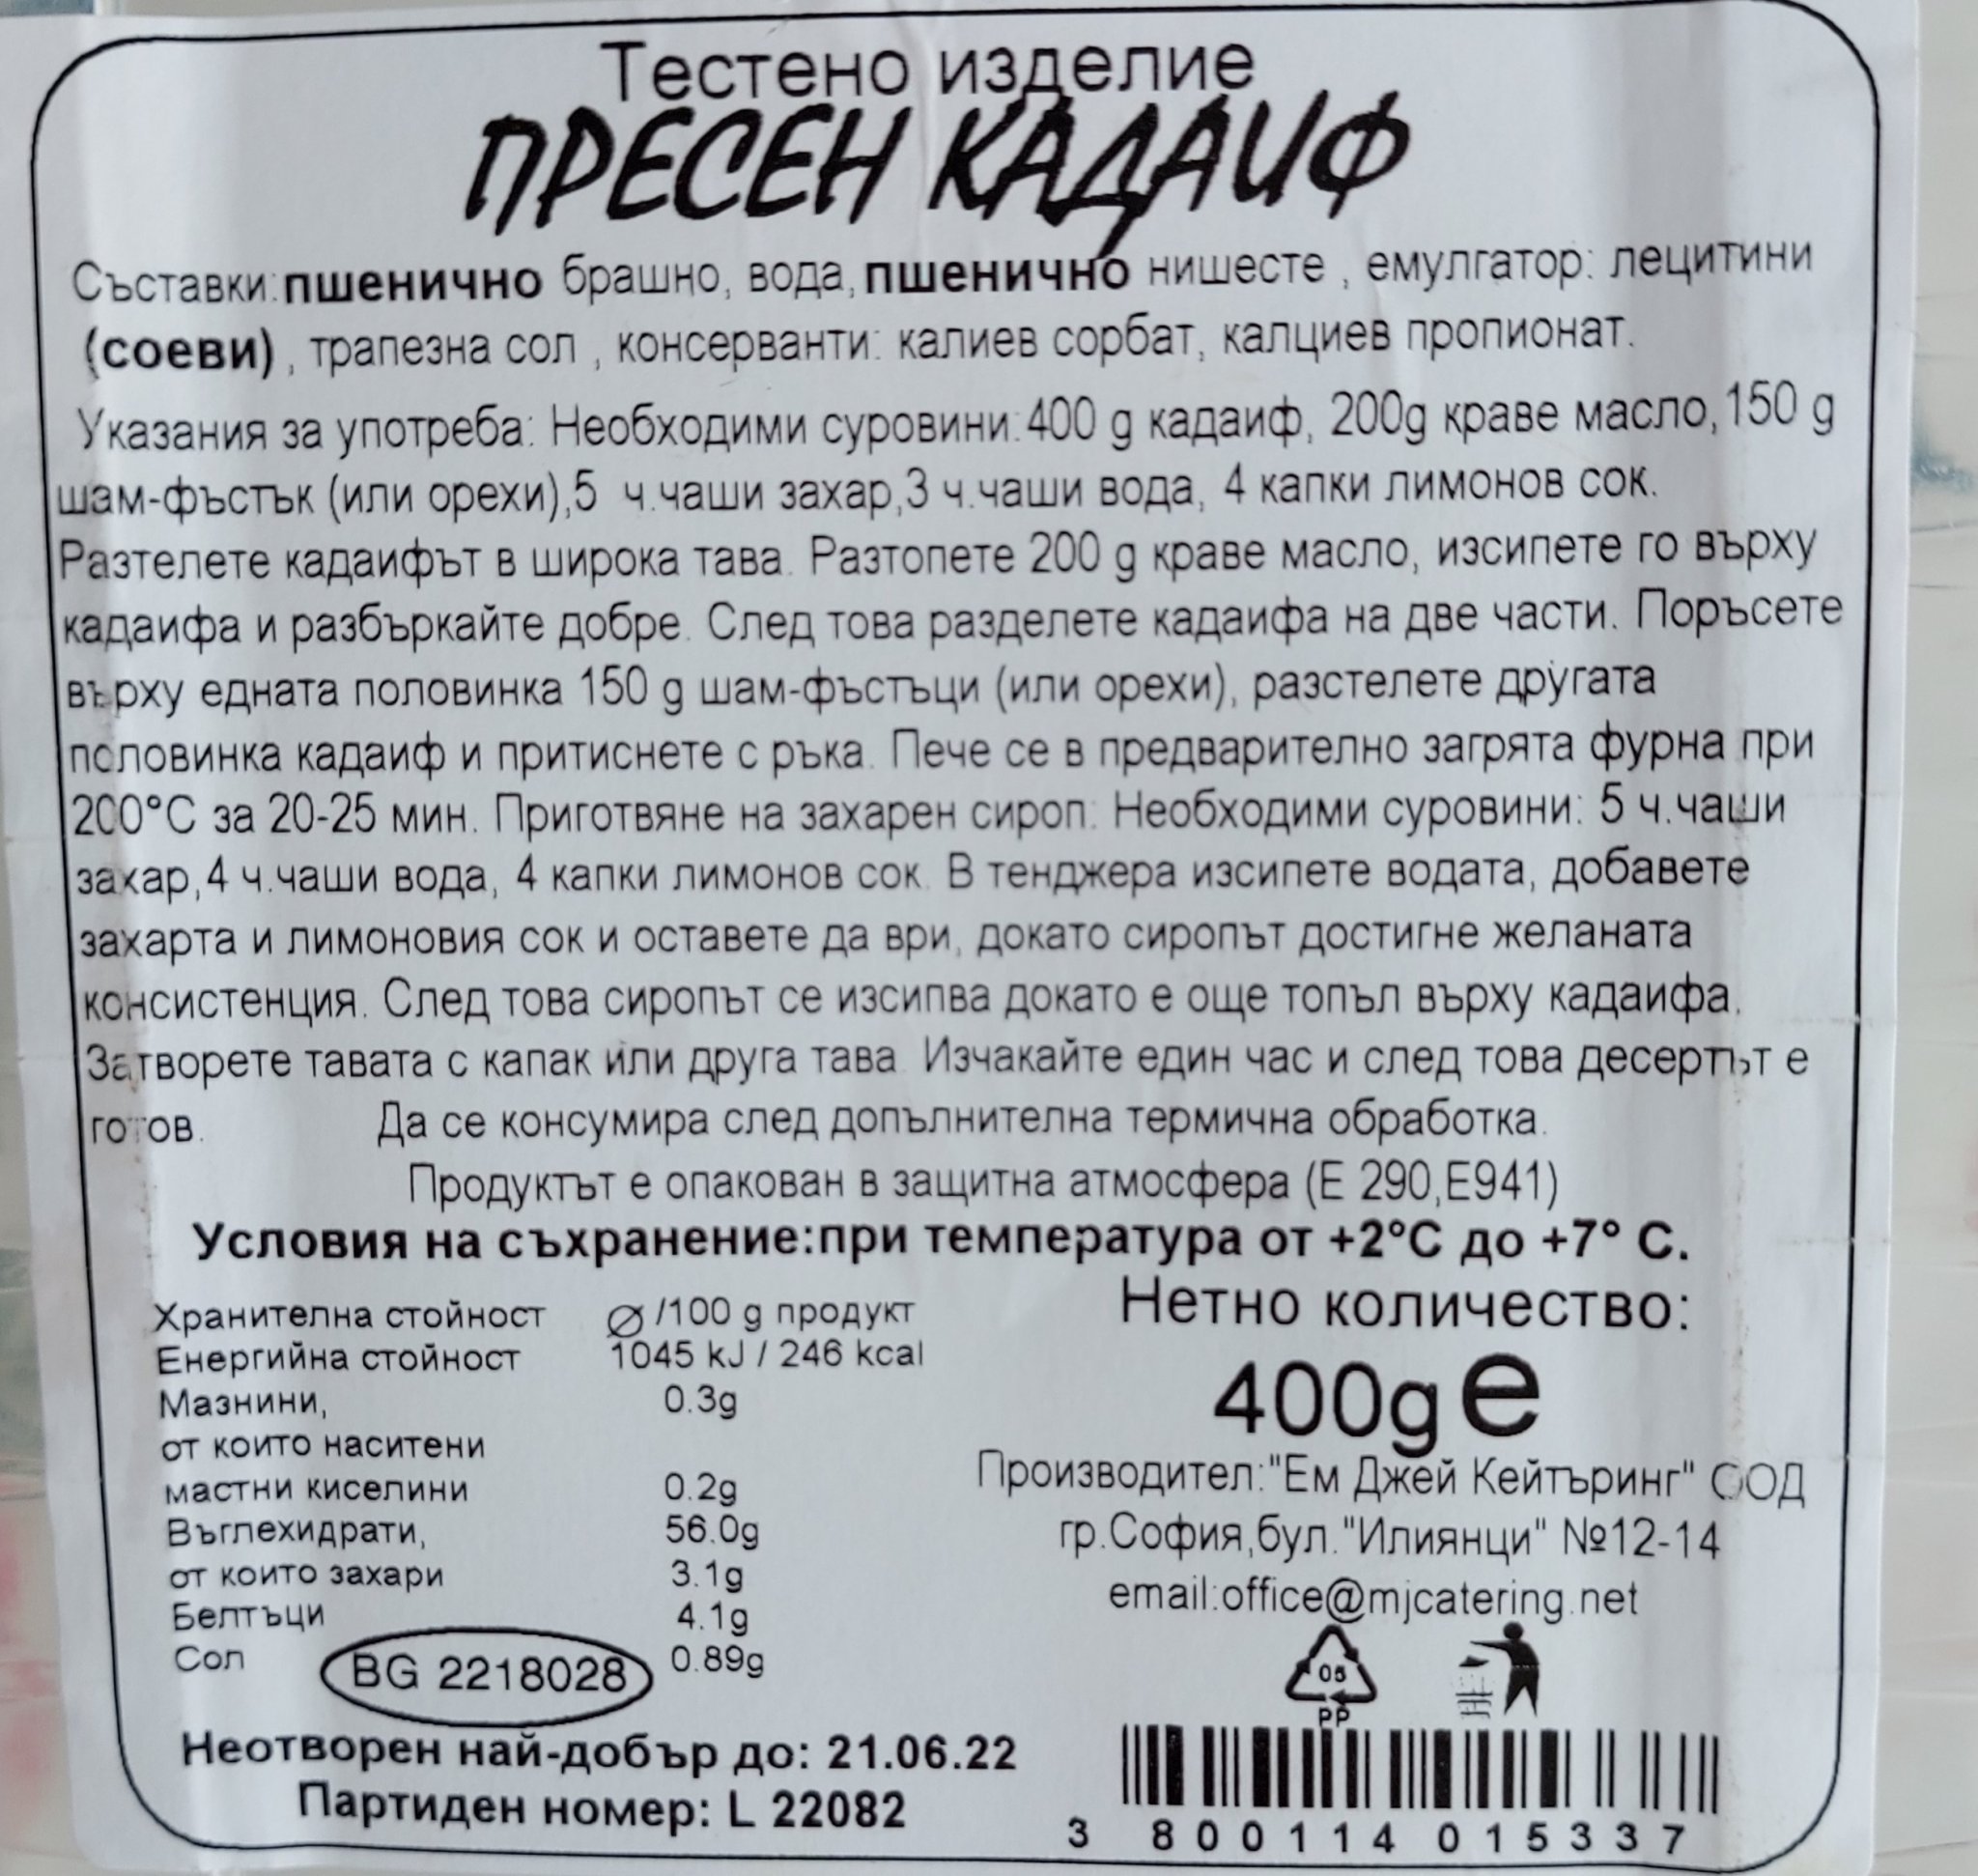 Тестено изделие
ПРЕСЕН КАДАИФ
Съставки:пшенично брашно, вода, пшенично нишесте , емулгатор: лецитини
(соеви) , трапезна сол , консерванти: калиев сорбат, калциев пропионат.
Указания за употреба: Необходими суровини:400 g кадаиф, 200g краве масло,150 g
шам-фъстък (или орехи),5 ч.чаши захар,3 ч.чаши вода, 4 капки лимонов сок.
Разтелете кадаифът в широка тава. Разтопете 200 g краве масло, изсипете го върху
кадаифа и разбъркайте добре. След това разделете кадаифа на две части. Поръсете
върху едната половинка 150 g шам-фъстъци (или орехи), разстелете другата
половинка кадаиф и притиснете с ръка. Пече се в предварително загрята фурна при
200°C за 20-25 мин. Приготвяне на захарен сироп: Необходими суровини: 5 ч.чаши
захар,4 ч.чаши вода, 4 капки лимонов сок. В тенджера изсипете водата, добавете
захарта и лимоновия сок и оставете да ври, докато сиропът достигне желаната
консистенция. След това сиропът се изсипва докато е още топъл върху кадаифа.
Затворете тавата с капак или друга тава. Изчакайте един час и след това десертът е
готов. Да се консумира след допълнителна термична обработка.
Продуктът е опакован в защитна атмосфера (Е 290,Е941)
Условия на съхранение:при температура от +2°C до +7° C.
Хранителна стойност Ø /100 g продукт
Енергийна стойност 1045 kJ / 246 kcal
Мазнини, 0.3g
от които наситени
мастни киселини 0.2g
Въглехидрати, 56.0g
от които захари 3.1g
Белтъци 4.1g
Сол 0.89g
BG 2218028
Неотворен най-добър до: 21.06.22
Партиден номер: L 22082
Нетно количество:
400g e
Производител:"Ем Джей Кейтъринг" ООД
гр.София,бул."Илиянци" №12-14
email:office@mjcatering.net
05
PP
3 800114 015337